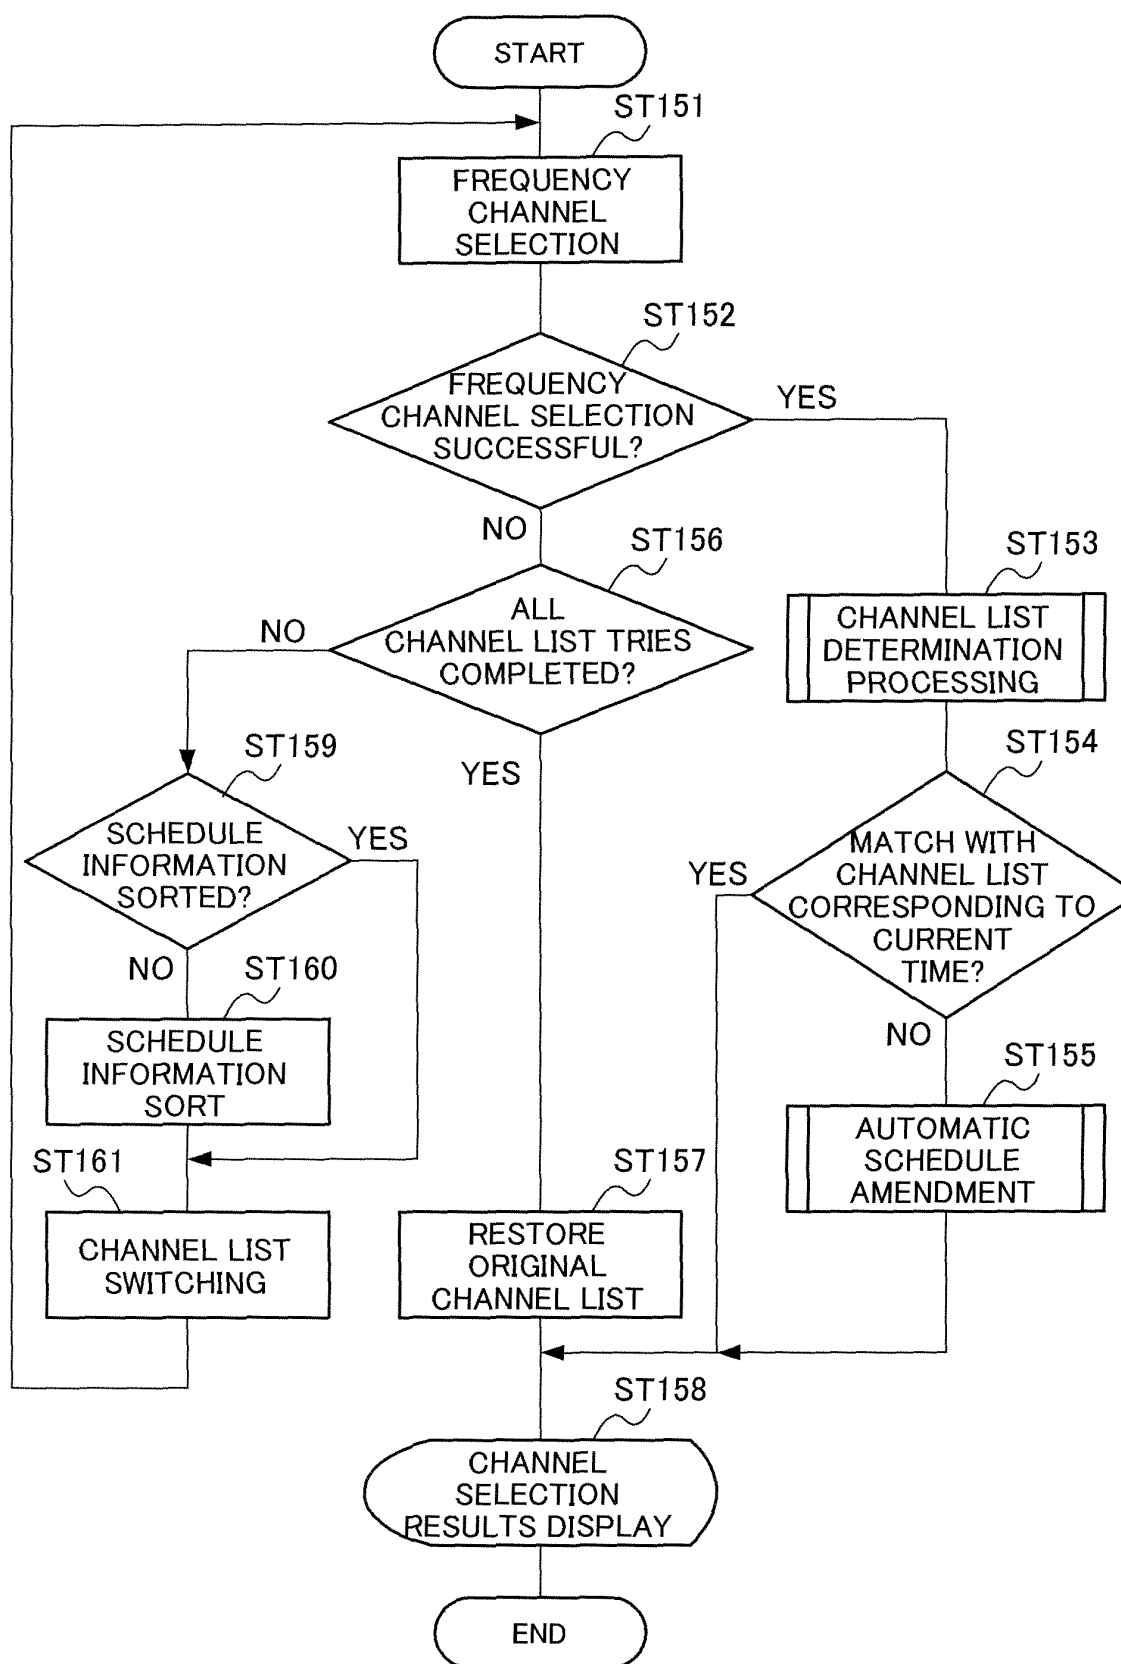 START
ST151
FREQUENCY
CHANNEL
SELECTION
ST152
FREQUENCY
CHANNEL SELECTION
SUCCESSFUL?
YES
NO
ST156
ALL
CHANNEL LIST TRIES
COMPLETED?
NO
YES
ST153
CHANNEL LIST
DETERMINATION
PROCESSING
ST154
MATCH WITH
CHANNEL LIST
CORRESPONDING TO
CURRENT
TIME?
YES
NO
ST155
AUTOMATIC
SCHEDULE
AMENDMENT
ST159
SCHEDULE
INFORMATION
SORTED?
YES
NO
ST160
SCHEDULE
INFORMATION
SORT
ST161
CHANNEL LIST
SWITCHING
ST157
RESTORE
ORIGINAL
CHANNEL LIST
ST158
CHANNEL
SELECTION
RESULTS DISPLAY
END